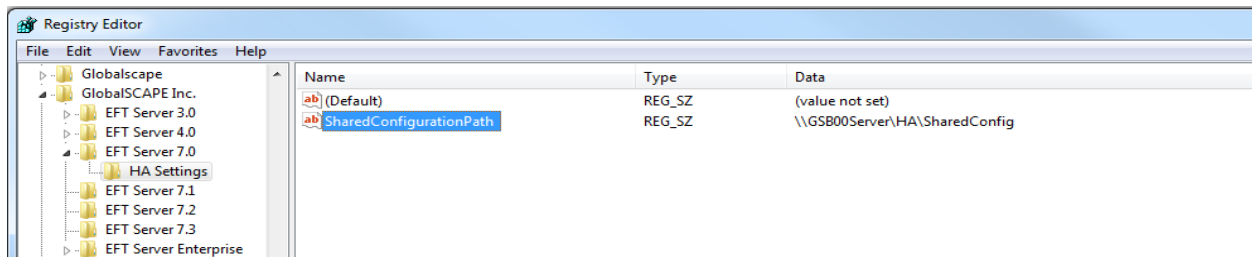 Registry Editor
File Edit View Favorites Help
Globalscape
GlobalSCAPE Inc.
EFT Server 3.0
EFT Server 4.0
EFT Server 7.0
HA Settings
EFT Server 7.1
EFT Server 7.2
EFT Server 7.3
EFT Server Enterprise
Name Type Data
ab (Default) REG_SZ (value not set)
ab SharedConfigurationPath REG_SZ \\GSB00Server\HA\SharedConfig